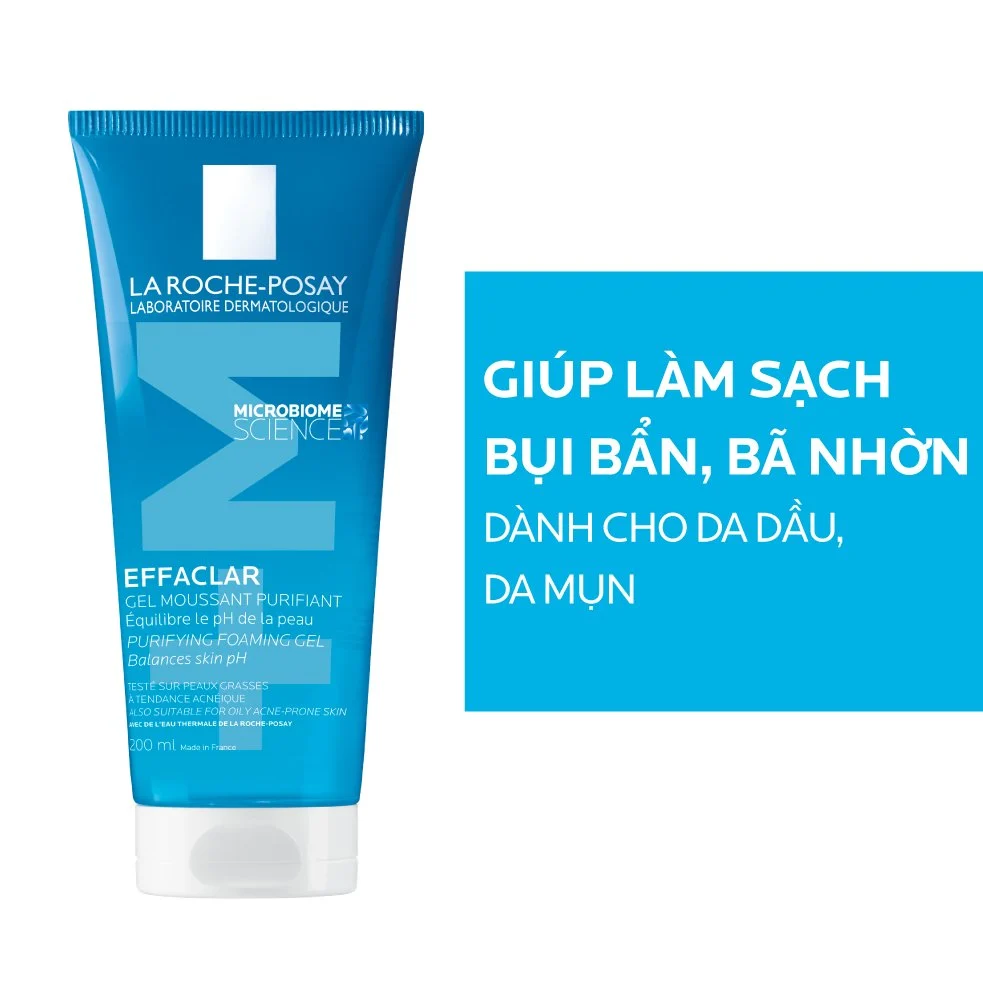 LA ROCHE-POSAY
LABORATOIRE DERMATOLOGIQUE
MICROBIOME
SCIENCE
EFFACLAR
GEL MOUSSANT PURIFIANT
Équilibre le pH de la peau
PURIFYING FOAMING GEL
Balances skin pH
TESTÉ SUR PEAUX GRASSES
À TENDANCE ACNÉIQUE
ALSO SUITABLE FOR OILY ACNE-PRONE SKIN
AVEC DE L'EAU THERMALE DE LA ROCHE-POSAY
200 ml Made in France
GIÚP LÀM SẠCH
BỤI BẨN, BÃ NHỜN
DÀNH CHO DA DẦU,
DA MỤN